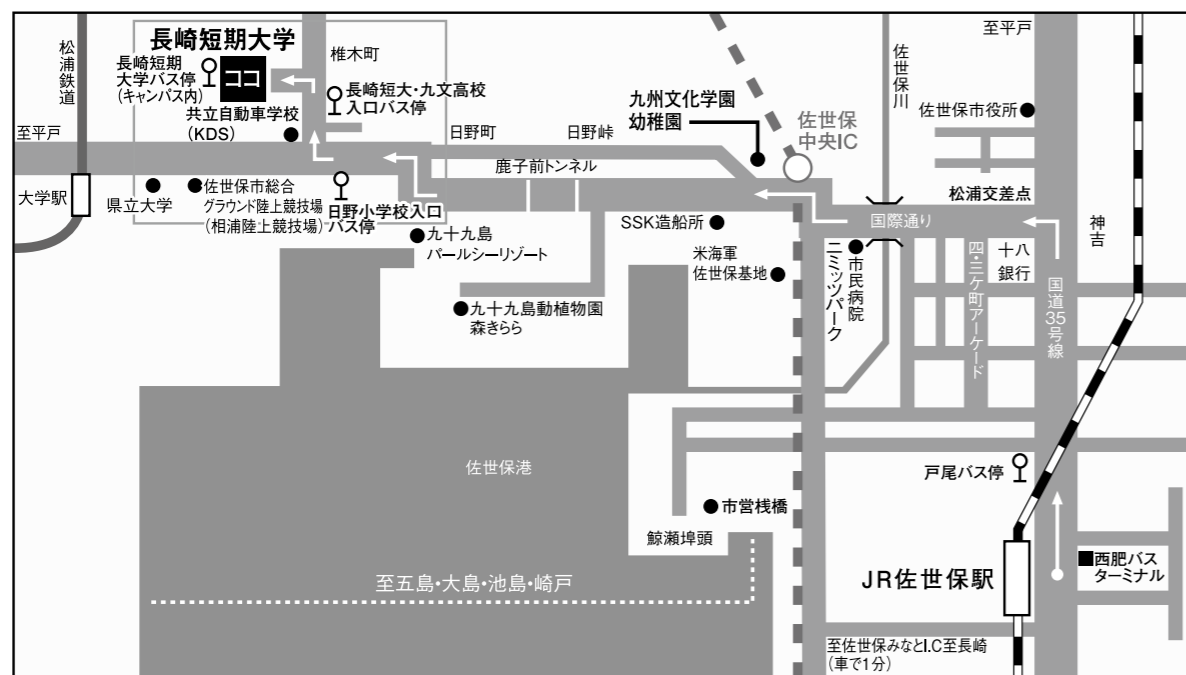 松浦鉄道
長崎短期大学
長崎短期
大学バス停
(キャンパス内)
ココ
椎木町
長崎短大・九文高校
入口バス停
共立自動車学校
(KDS)
至平戸
大学駅
県立大学
佐世保市総合
グラウンド陸上競技場
(相浦陸上競技場)
日野小学校入口
バス停
日野町
日野峠
鹿子前トンネル
九州文化学園
幼稚園
佐世保
中央IC
佐世保川
至平戸
佐世保市役所
松浦交差点
神吉
国際通り
SSK造船所
米海軍
佐世保基地
ニミッツパーク
市民病院
四・三ケ町アーケード
十八
銀行
国道35号線
九十九島
パールシーリゾート
九十九島動植物園
森きらら
佐世保港
市営桟橋
鯨瀬埠頭
至五島・大島・池島・崎戸
戸尾バス停
JR佐世保駅
西肥バス
ターミナル
至佐世保みなとI.C至長崎
(車で1分)